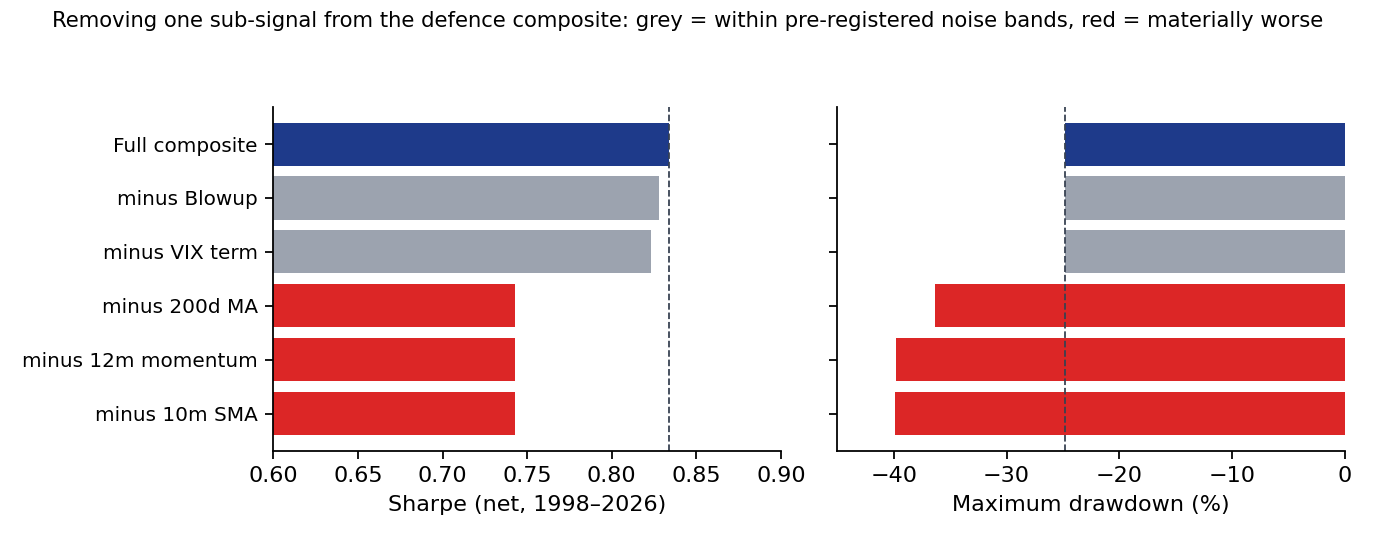 Removing one sub-signal from the defence composite: grey = within pre-registered noise bands, red = materially worse
Full composite
minus Blowup
minus VIX term
minus 200d MA
minus 12m momentum
minus 10m SMA
0.60 0.65 0.70 0.75 0.80 0.85 0.90
Sharpe (net, 1998–2026)
−40 −30 −20 −10 0
Maximum drawdown (%)